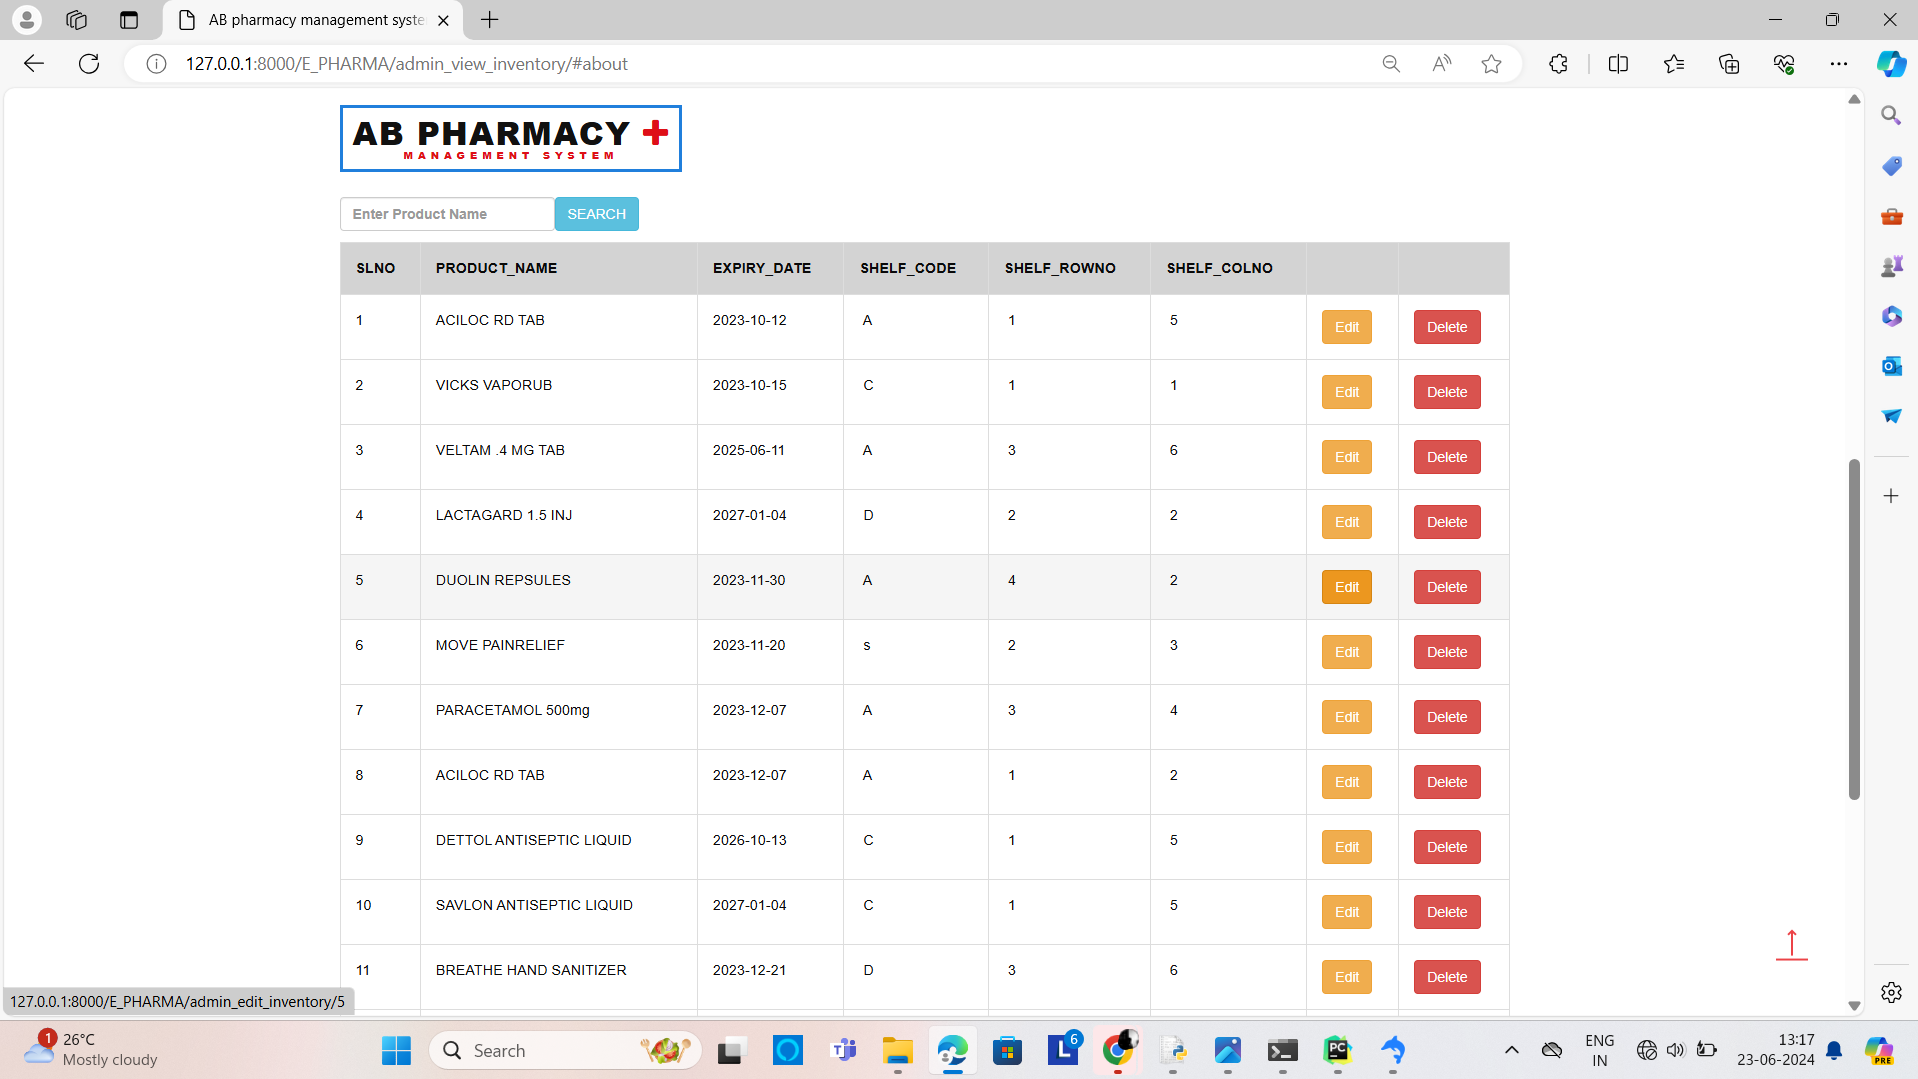 AB pharmacy management syste
127.0.0.1:8000/E_PHARMA/admin_view_inventory/#about
AB PHARMACY +
MANAGEMENT SYSTEM
Enter Product Name SEARCH
SLNO PRODUCT_NAME EXPIRY_DATE SHELF_CODE SHELF_ROWNO SHELF_COLNO
1 ACILOC RD TAB 2023-10-12 A 1 5 Edit Delete
2 VICKS VAPORUB 2023-10-15 C 1 1 Edit Delete
3 VELTAM .4 MG TAB 2025-06-11 A 3 6 Edit Delete
4 LACTAGARD 1.5 INJ 2027-01-04 D 2 2 Edit Delete
5 DUOLIN REPSULES 2023-11-30 A 4 2 Edit Delete
6 MOVE PAINRELIEF 2023-11-20 s 2 3 Edit Delete
7 PARACETAMOL 500mg 2023-12-07 A 3 4 Edit Delete
8 ACILOC RD TAB 2023-12-07 A 1 2 Edit Delete
9 DETTOL ANTISEPTIC LIQUID 2026-10-13 C 1 5 Edit Delete
10 SAVLON ANTISEPTIC LIQUID 2027-01-04 C 1 5 Edit Delete
11 BREATHE HAND SANITIZER 2023-12-21 D 3 6 Edit Delete
127.0.0.1:8000/E_PHARMA/admin_edit_inventory/5
1 26°C
Mostly cloudy
Search
L 6
PC
ENG
IN
13:17
23-06-2024
PRE